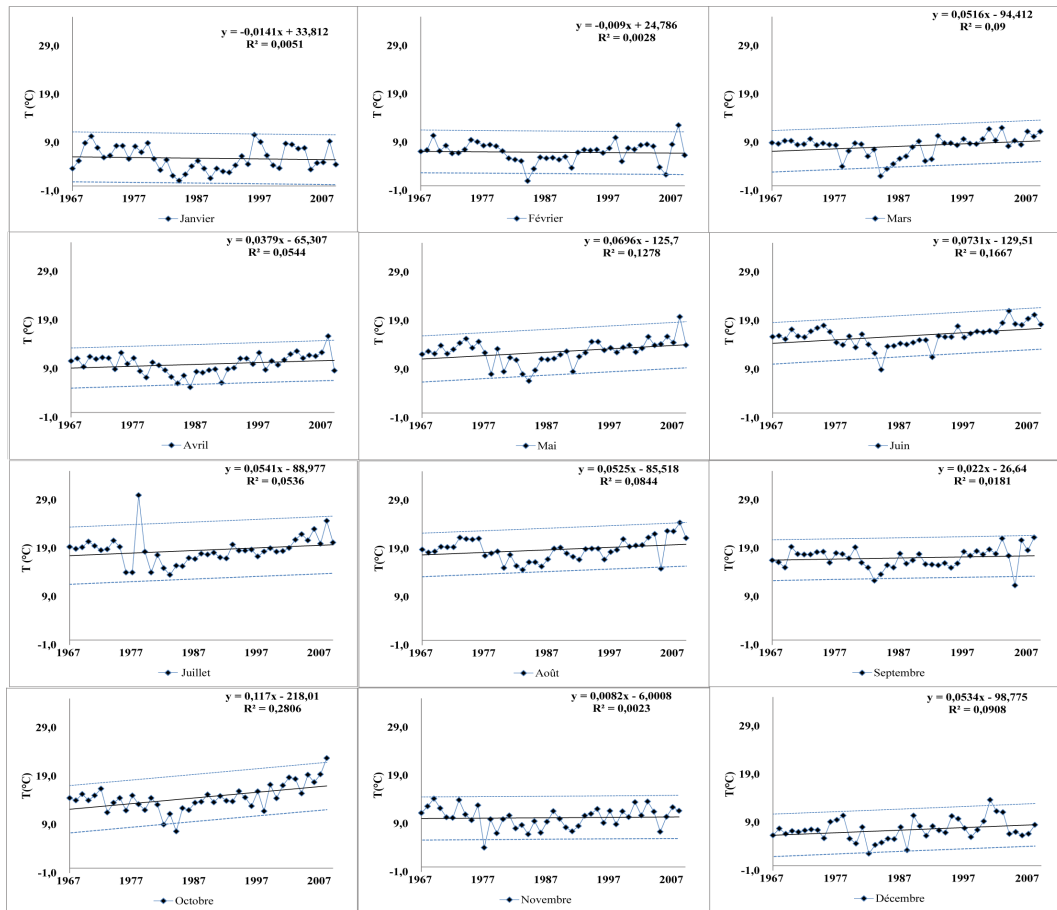 y = -0,0141x + 33,812
R² = 0,0051
T (°C)
29,0
19,0
9,0
-1,0
1967 1977 1987 1997 2007
Janvier
y = -0,009x + 24,786
R² = 0,0028
T (°C)
29,0
19,0
9,0
-1,0
1967 1977 1987 1997 2007
Février
y = 0,0516x - 94,412
R² = 0,09
T (°C)
29,0
19,0
9,0
-1,0
1967 1977 1987 1997 2007
Mars
y = 0,0379x - 65,307
R² = 0,0544
T (°C)
29,0
19,0
9,0
-1,0
1967 1977 1987 1997 2007
Avril
y = 0,0696x - 125,7
R² = 0,1278
T (°C)
29,0
19,0
9,0
-1,0
1967 1977 1987 1997 2007
Mai
y = 0,0731x - 129,51
R² = 0,1667
T (°C)
29,0
19,0
9,0
-1,0
1967 1977 1987 1997 2007
Juin
y = 0,0541x - 88,977
R² = 0,0536
T(°C)
29,0
19,0
9,0
-1,0
1967 1977 1987 1997 2007
Juillet
y = 0,0525x - 85,518
R² = 0,0844
T(°C)
29,0
19,0
9,0
-1,0
1967 1977 1987 1997 2007
Août
y = 0,022x - 26,64
R² = 0,0181
T(°C)
29,0
19,0
9,0
-1,0
1967 1977 1987 1997 2007
Septembre
y = 0,117x - 218,01
R² = 0,2806
T(°C)
29,0
19,0
9,0
-1,0
1967 1977 1987 1997 2007
Octobre
y = 0,0082x - 6,0008
R² = 0,0023
T(°C)
29,0
19,0
9,0
-1,0
1967 1977 1987 1997 2007
Novembre
y = 0,0534x - 98,775
R² = 0,0908
T(°C)
29,0
19,0
9,0
-1,0
1967 1977 1987 1997 2007
Décembre